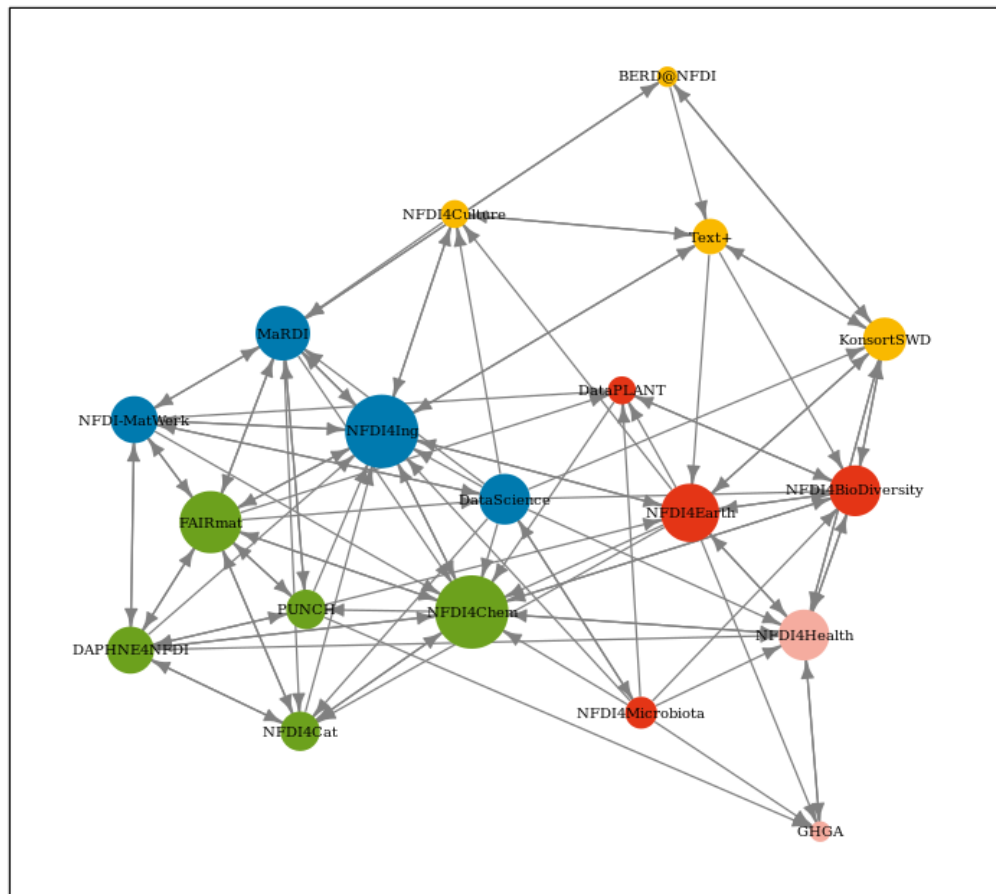 BERD@NFDI
NFDI4Culture
Text+
MaRDI
KonsortSWD
DataPLANT
NFDI-MatWerk
NFDI4Ing
NFDI4BioDiversity
DataScience
NFDI4Earth
FAIRmat
PUNCH
NFDI4Chem
NFDI4Health
DAPHNE4NFDI
NFDI4Microbiota
NFDI4Cat
GHGA